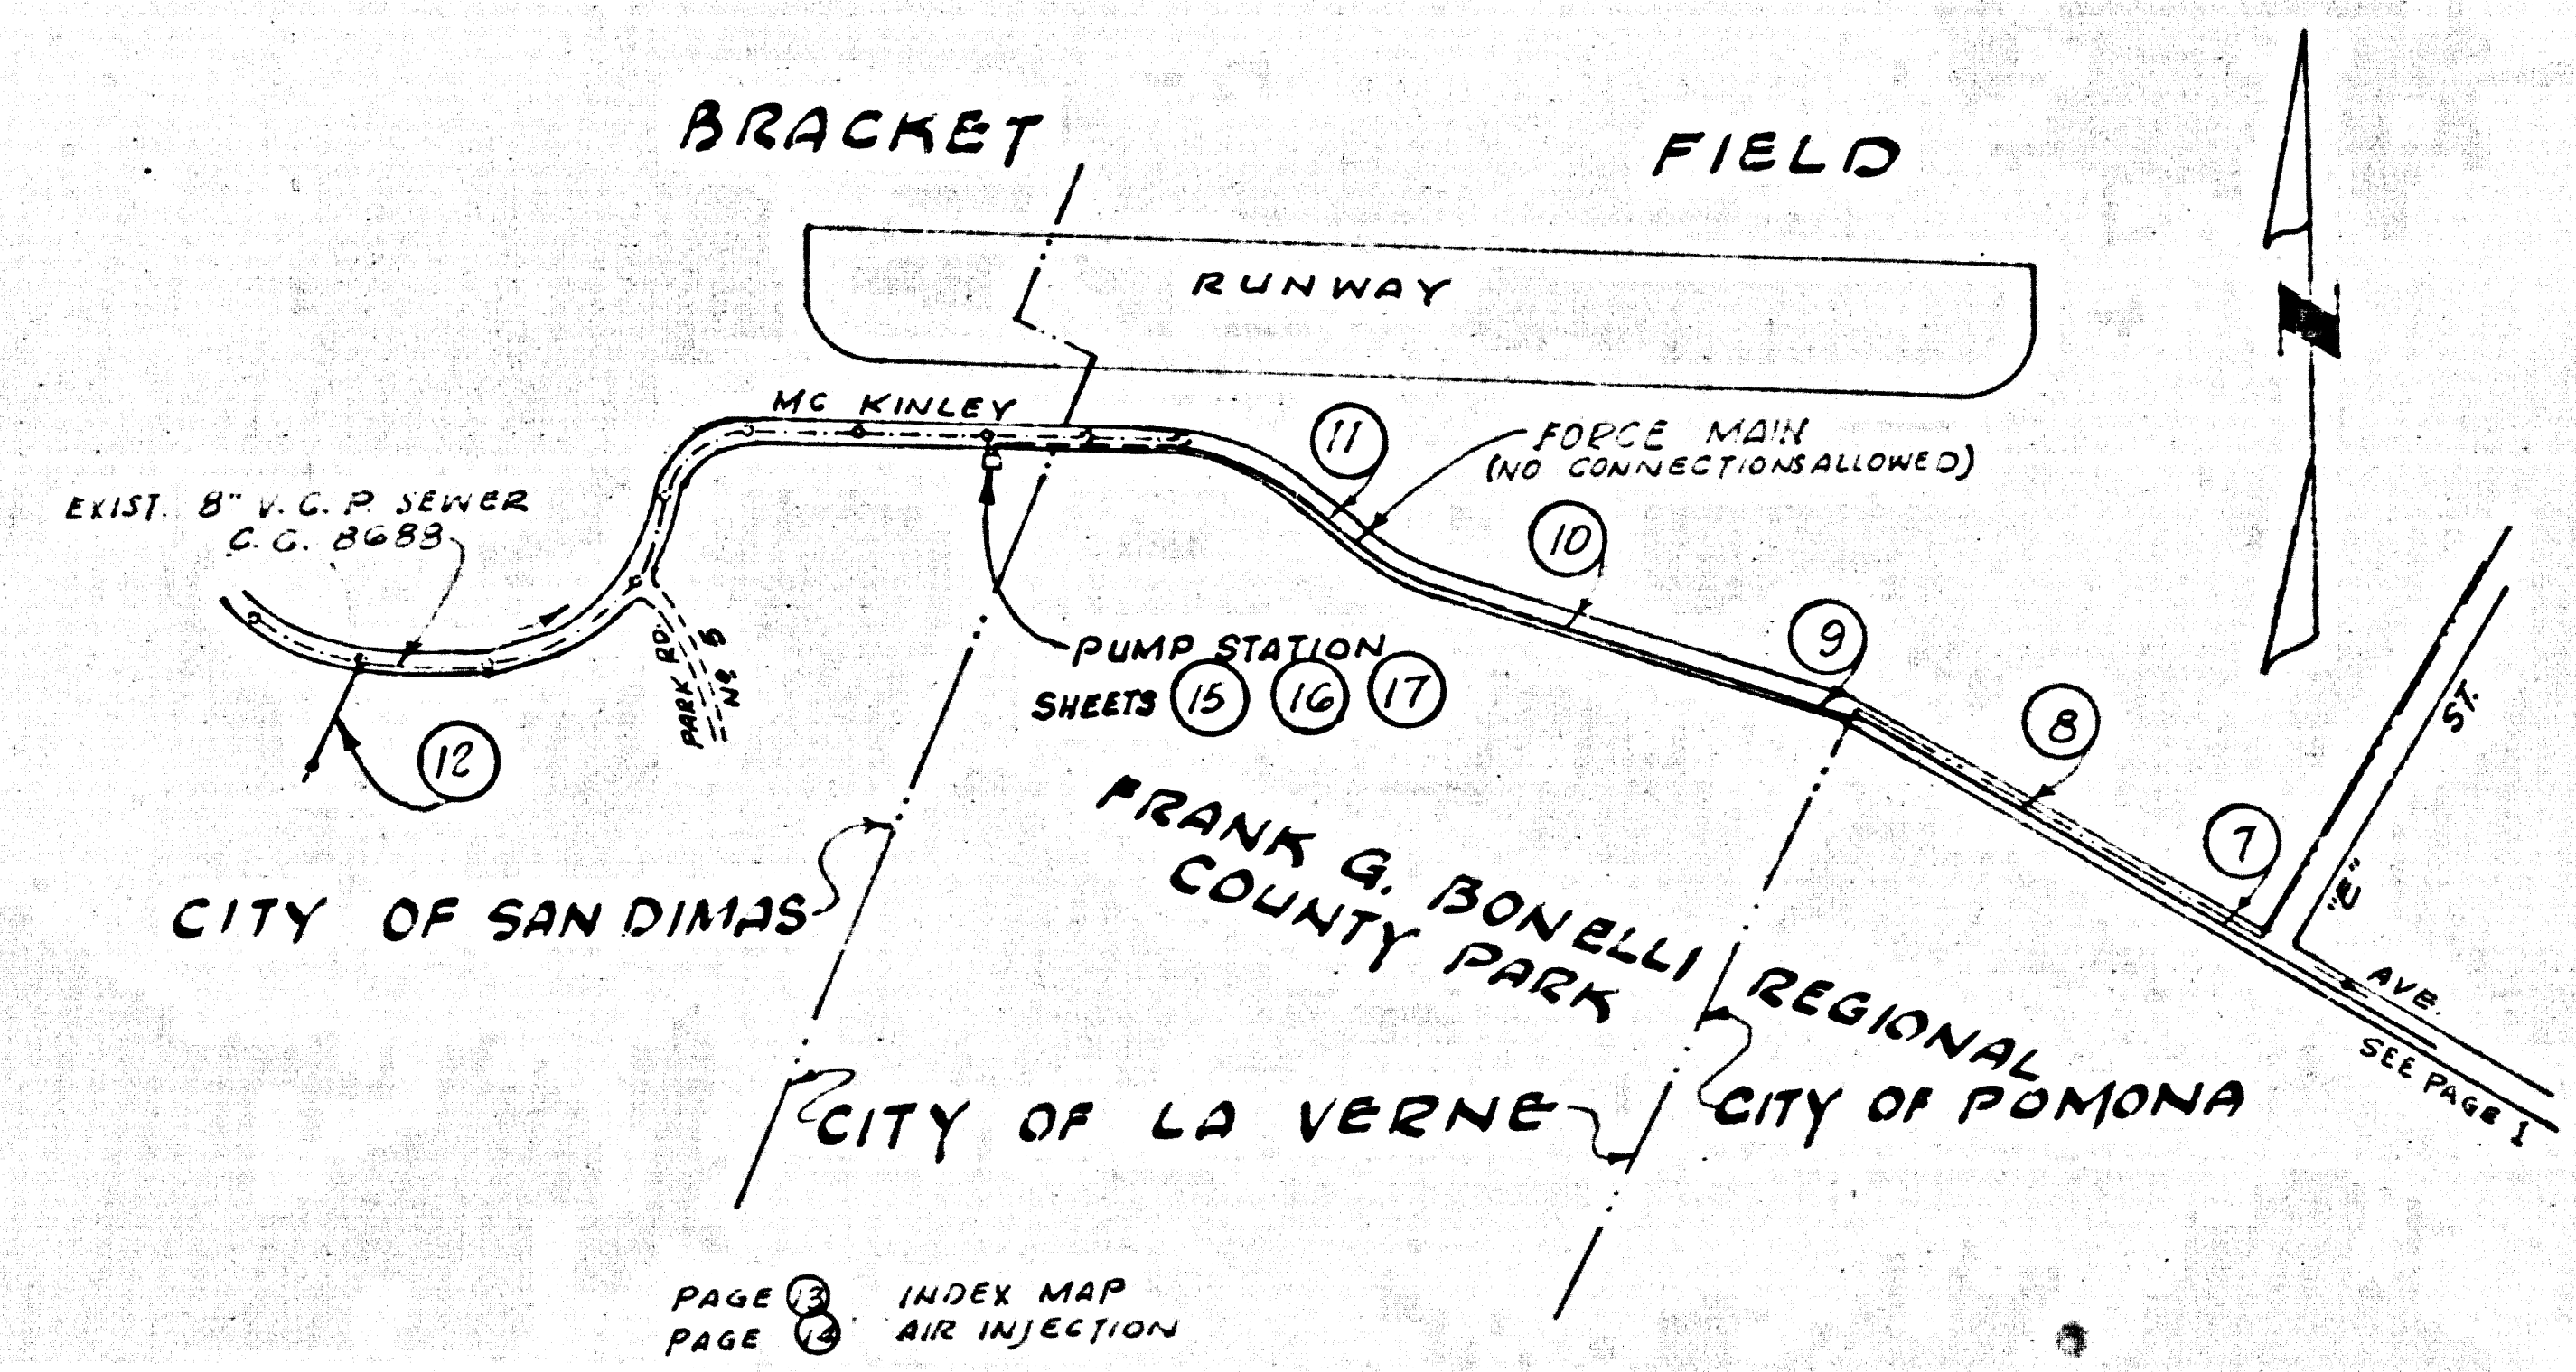 BRACKET FIELD
RUNWAY
N
MC KINLEY
11
FORCE MAIN
(NO CONNECTIONS ALLOWED)
EXIST. 8" V.C.P. SEWER
C.C. 8688
10
9
PARK RD.
Nº 5
PUMP STATION
SHEETS 15 16 17
12
8
7
"E" ST.
FRANK G. BONELLI REGIONAL
COUNTY PARK
CITY OF SAN DIMAS
AVE.
SEE PAGE 1
CITY OF LA VERNE
CITY OF POMONA
PAGE 13 INDEX MAP
PAGE 14 AIR INJECTION